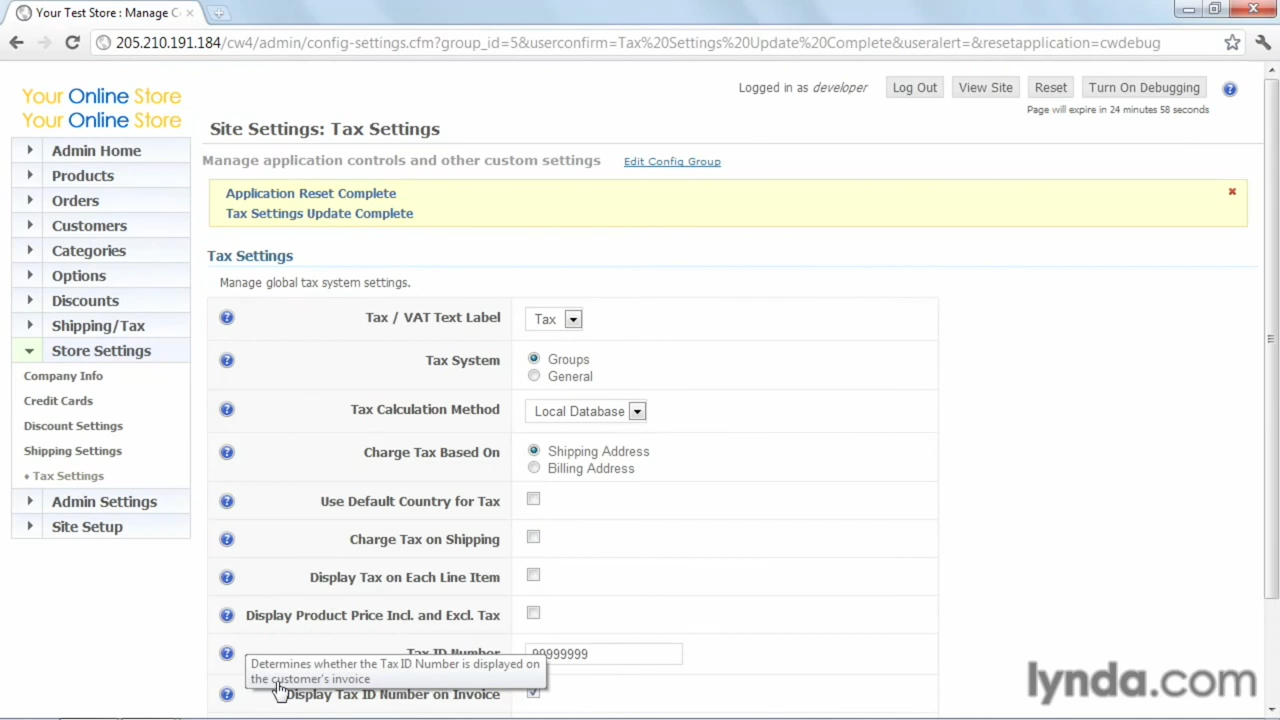 Your Test Store : Manage C
205.210.191.184/cw4/admin/config-settings.cfm?group_id=5&userconfirm=Tax%20Settings%20Update%20Complete&useralert=&resetapplication=cwdebug
Your Online Store
Your Online Store
Logged in as developer
Log Out
View Site
Reset
Turn On Debugging
Page will expire in 24 minutes 58 seconds
Admin Home
Products
Orders
Customers
Categories
Options
Discounts
Shipping/Tax
Store Settings
Company Info
Credit Cards
Discount Settings
Shipping Settings
Tax Settings
Admin Settings
Site Setup
Site Settings: Tax Settings
Manage application controls and other custom settings Edit Config Group
Application Reset Complete
Tax Settings Update Complete
Tax Settings
Manage global tax system settings.
Tax / VAT Text Label Tax
Tax System Groups
General
Tax Calculation Method Local Database
Charge Tax Based On Shipping Address
Billing Address
Use Default Country for Tax
Charge Tax on Shipping
Display Tax on Each Line Item
Display Product Price Incl. and Excl. Tax
Tax ID Number 99999999
Determines whether the Tax ID Number is displayed on
the customer's invoice
Display Tax ID Number on Invoice
lynda.com